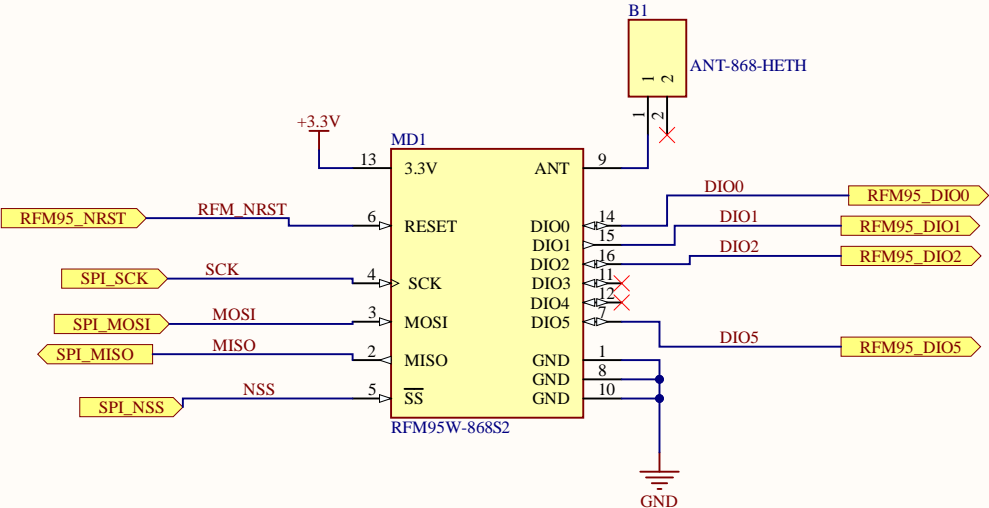 B1
ANT-868-HETH
1 2
1 2
+3.3V
MD1
13 3.3V ANT 9
RFM95_NRST RFM_NRST 6 RESET
DIO0 14 DIO0 RFM95_DIO0
DIO1 15 DIO1 RFM95_DIO1
DIO2 16 DIO2 RFM95_DIO2
SPI_SCK SCK 4 SCK
DIO3 11
DIO4 12
SPI_MOSI MOSI 3 MOSI
DIO5 7 DIO5 RFM95_DIO5
SPI_MISO MISO 2 MISO
GND 1
GND 8
SPI_NSS NSS 5 SS
GND 10
RFM95W-868S2
GND